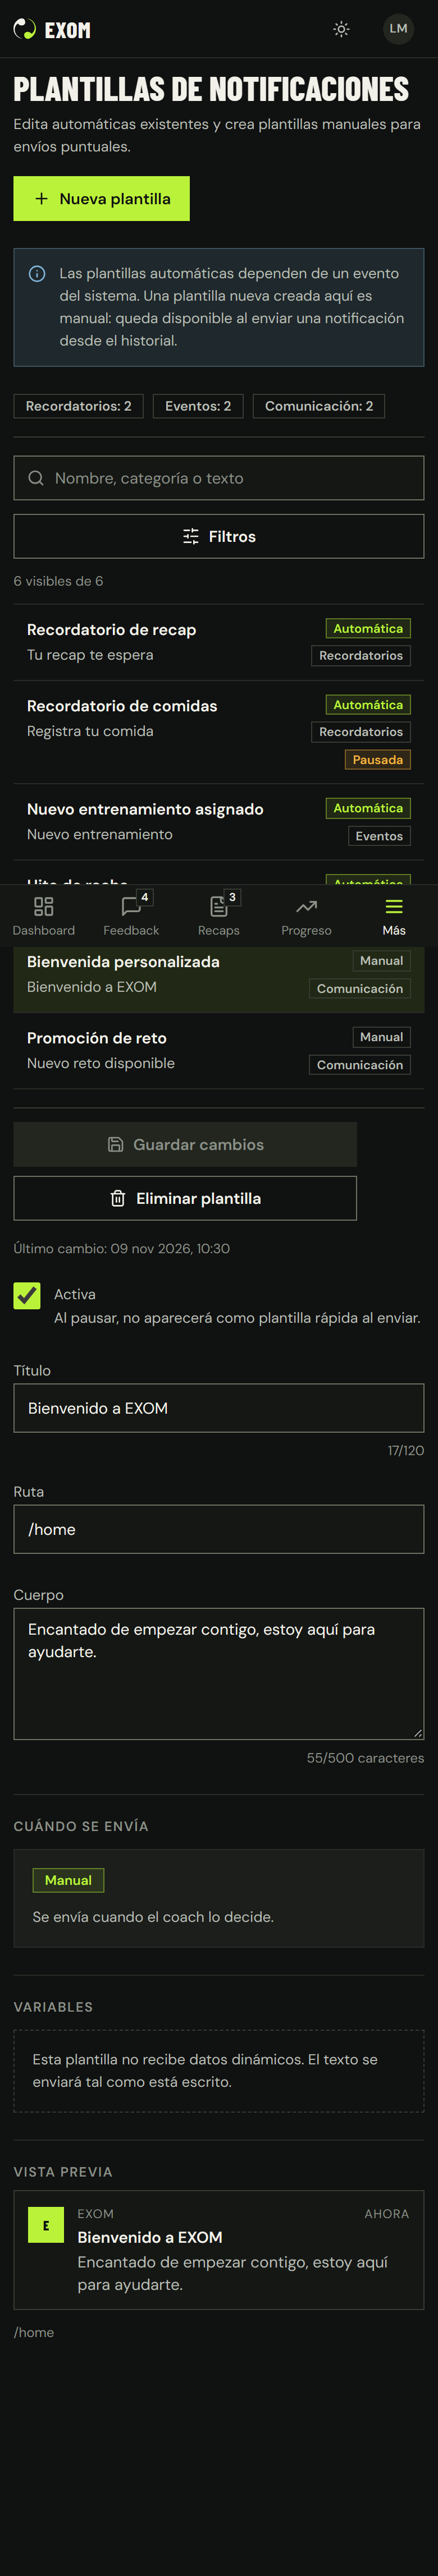 EXOM
LM
PLANTILLAS DE NOTIFICACIONES
Edita automáticas existentes y crea plantillas manuales para
envíos puntuales.
Nueva plantilla
Las plantillas automáticas dependen de un evento
del sistema. Una plantilla nueva creada aquí es
manual: queda disponible al enviar una notificación
desde el historial.
Recordatorios: 2
Eventos: 2
Comunicación: 2
Nombre, categoría o texto
Filtros
6 visibles de 6
Recordatorio de recap
Automática
Tu recap te espera
Recordatorios
Recordatorio de comidas
Automática
Registra tu comida
Recordatorios
Pausada
Nuevo entrenamiento asignado
Automática
Nuevo entrenamiento
Eventos
Automática
4
3
Dashboard
Feedback
Recaps
Progreso
Más
Bienvenida personalizada
Manual
Bienvenido a EXOM
Comunicación
Promoción de reto
Manual
Nuevo reto disponible
Comunicación
Guardar cambios
Eliminar plantilla
Último cambio: 09 nov 2026, 10:30
Activa
Al pausar, no aparecerá como plantilla rápida al enviar.
Título
Bienvenido a EXOM
17/120
Ruta
/home
Cuerpo
Encantado de empezar contigo, estoy aquí para
ayudarte.
55/500 caracteres
CUÁNDO SE ENVÍA
Manual
Se envía cuando el coach lo decide.
VARIABLES
Esta plantilla no recibe datos dinámicos. El texto se
enviará tal como está escrito.
VISTA PREVIA
E
EXOM
AHORA
Bienvenido a EXOM
Encantado de empezar contigo, estoy aquí
para ayudarte.
/home